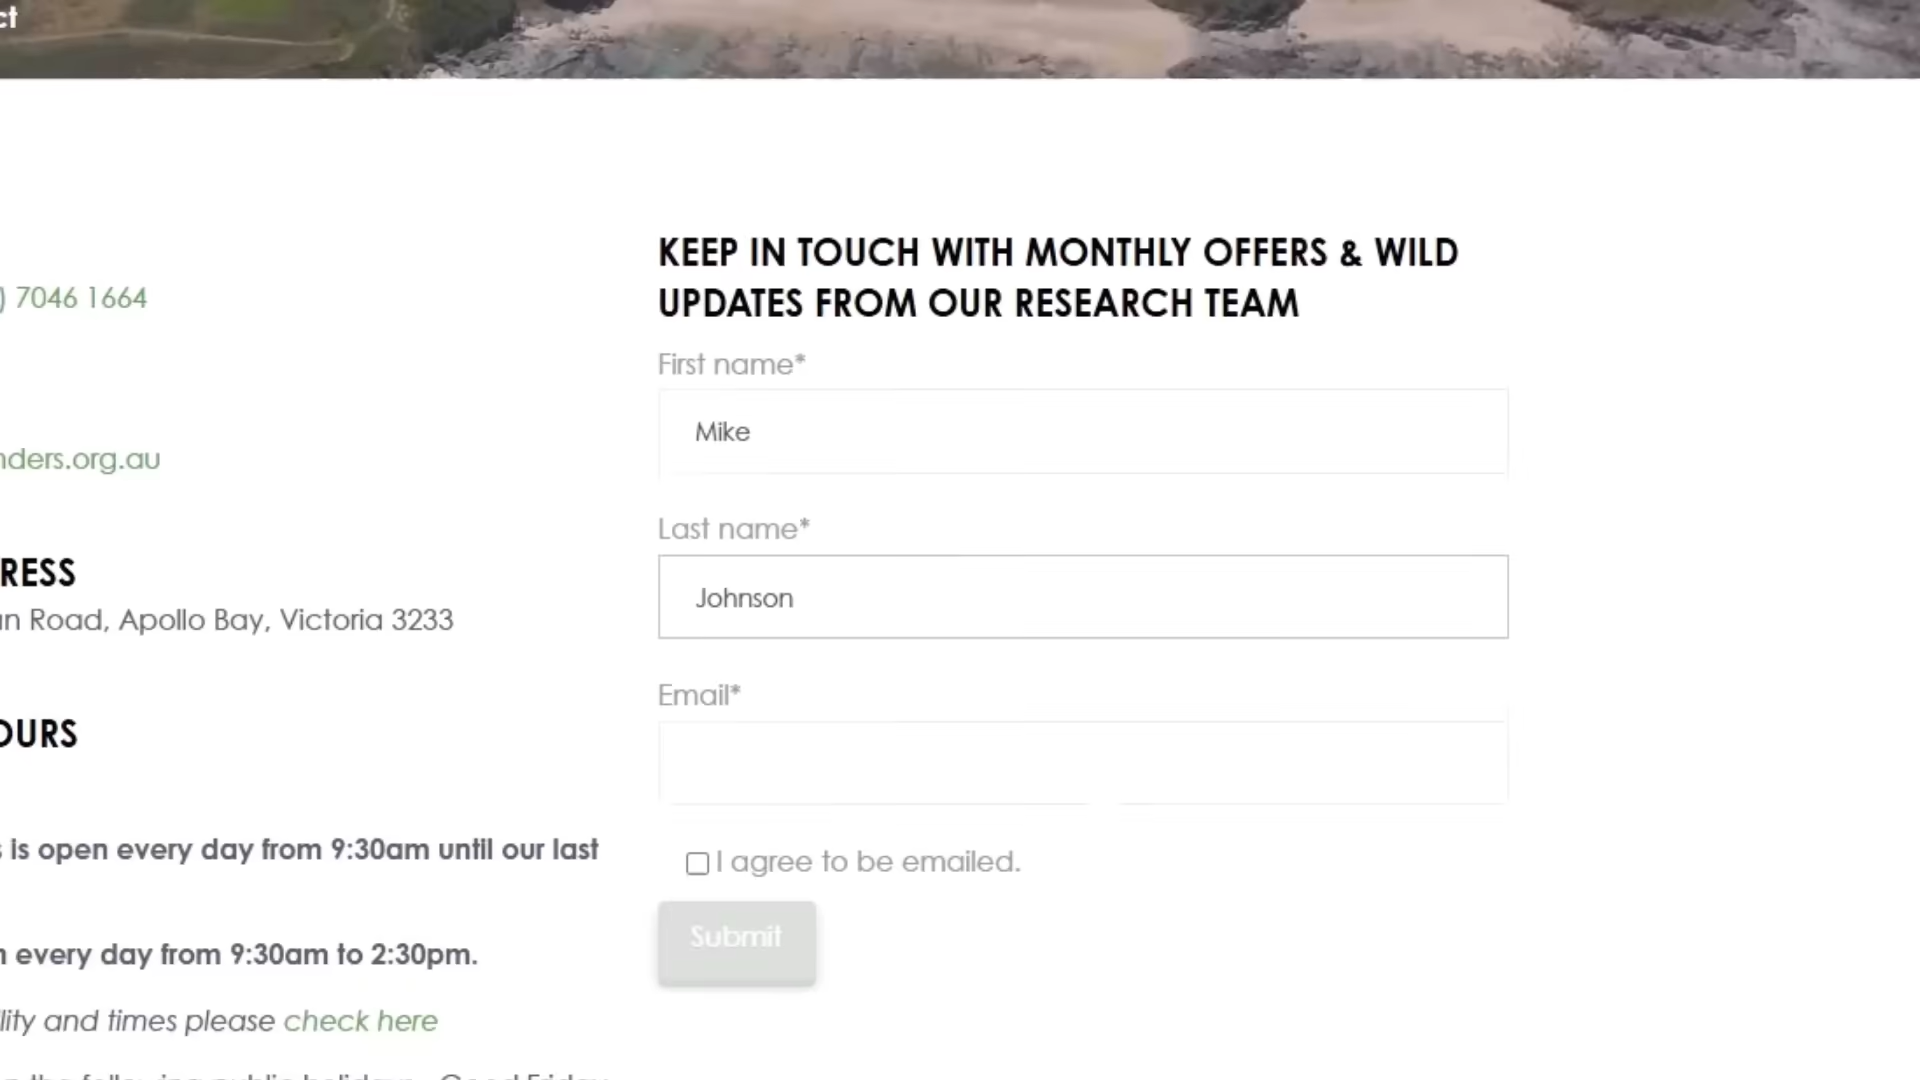 7046 1664
nders.org.au
RESS
Road, Apollo Bay, Victoria 3233
OURS
is open every day from 9:30am until our last
every day from 9:30am to 2:30pm.
and times please check here
KEEP IN TOUCH WITH MONTHLY OFFERS & WILD
UPDATES FROM OUR RESEARCH TEAM
First name*
Mike
Last name*
Johnson
Email*
I agree to be emailed.
Submit